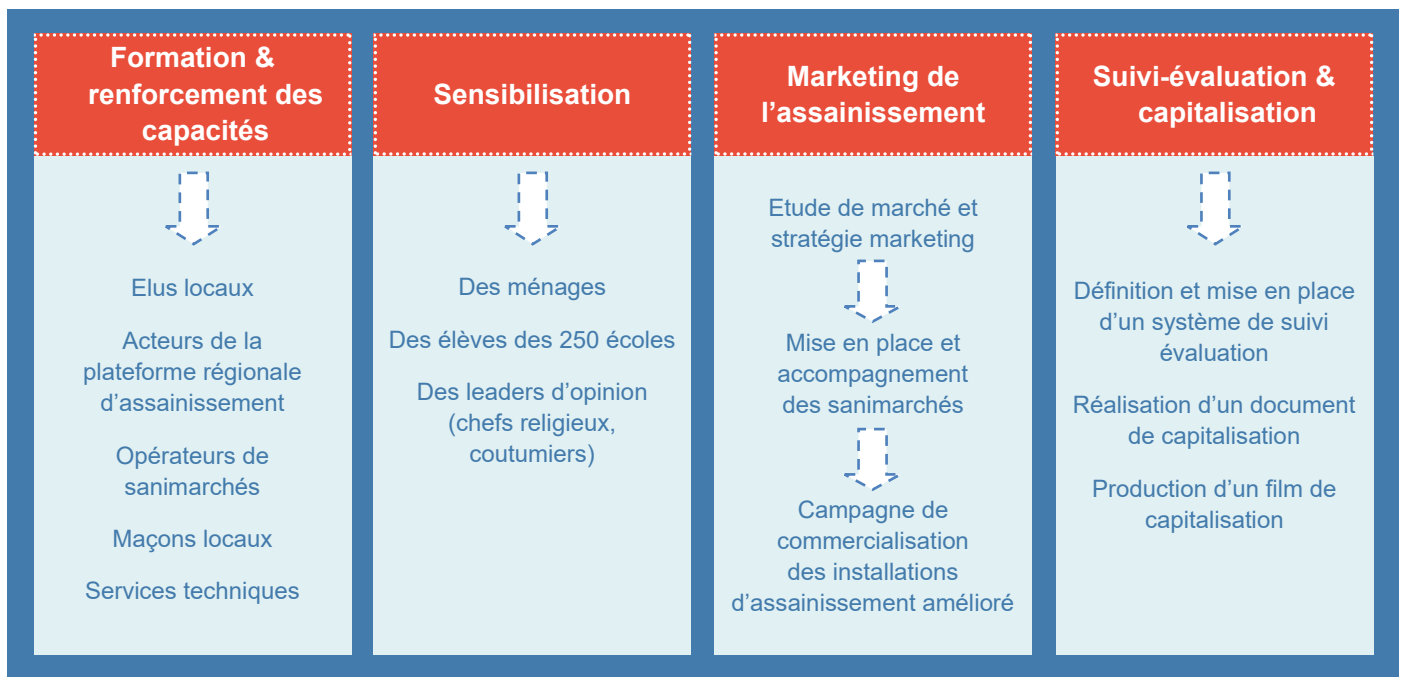 Formation &
renforcement des
capacités
Elus locaux
Acteurs de la
plateforme régionale
d’assainissement
Opérateurs de
sanimarchés
Maçons locaux
Services techniques
Sensibilisation
Des ménages
Des élèves des 250 écoles
Des leaders d’opinion
(chefs religieux,
coutumiers)
Marketing de
l’assainissement
Etude de marché et
stratégie marketing
Mise en place et
accompagnement
des sanimarchés
Campagne de
commercialisation
des installations
d’assainissement amélioré
Suivi-évaluation &
capitalisation
Définition et mise en place
d’un système de suivi
évaluation
Réalisation d’un document
de capitalisation
Production d’un film de
capitalisation